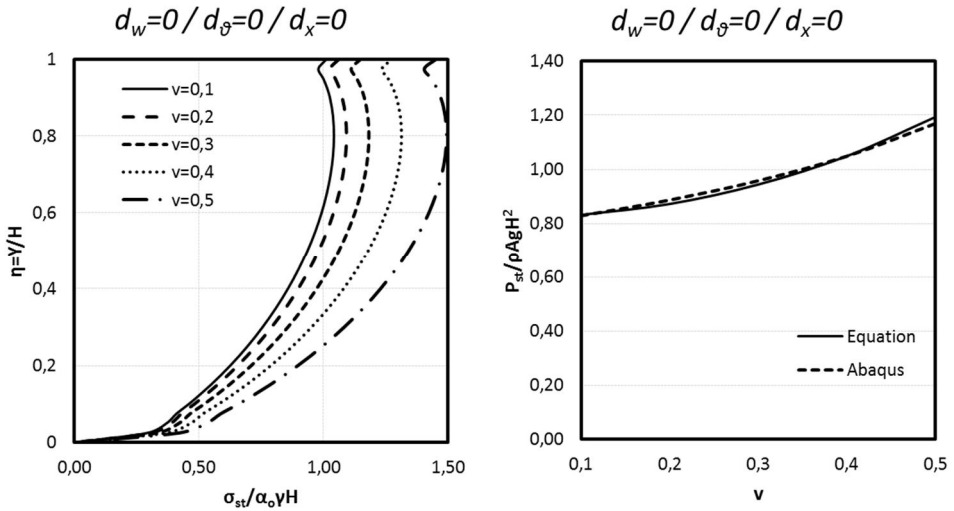 d_w=0 / d_ϑ=0 / d_x=0
1
0,8
0,6
0,4
0,2
0
η=Y/H
v=0,1
v=0,2
v=0,3
v=0,4
v=0,5
0,00 0,50 1,00 1,50
σ_st/α_oγH
d_w=0 / d_ϑ=0 / d_x=0
1,40
1,20
1,00
0,80
0,60
0,40
0,20
0,00
P_st/ρAgH²
Equation
Abaqus
0,1 0,2 0,3 0,4 0,5
v